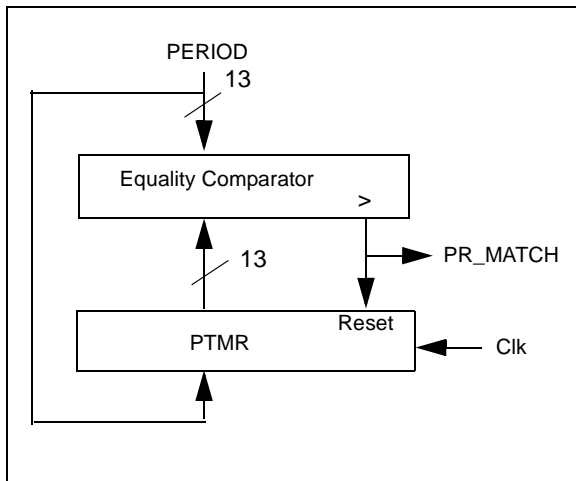 PERIOD
13
Equality Comparator
>
13
PR_MATCH
Reset
PTMR
Clk